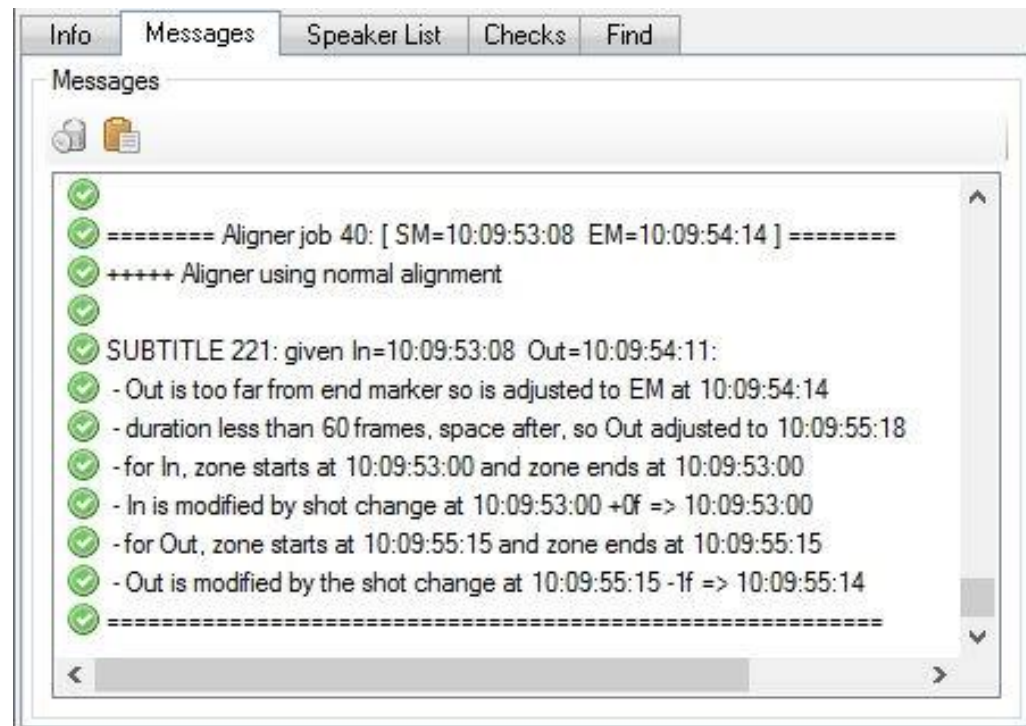 Info Messages Speaker List Checks Find
Messages
======== Aligner job 40: [ SM=10:09:53:08 EM=10:09:54:14 ] ========
+++++ Aligner using normal alignment
SUBTITLE 221: given In=10:09:53:08 Out=10:09:54:11:
- Out is too far from end marker so is adjusted to EM at 10:09:54:14
- duration less than 60 frames, space after, so Out adjusted to 10:09:55:18
- for In, zone starts at 10:09:53:00 and zone ends at 10:09:53:00
- In is modified by shot change at 10:09:53:00 +0f => 10:09:53:00
- for Out, zone starts at 10:09:55:15 and zone ends at 10:09:55:15
- Out is modified by the shot change at 10:09:55:15 -1f => 10:09:55:14
=========================================================